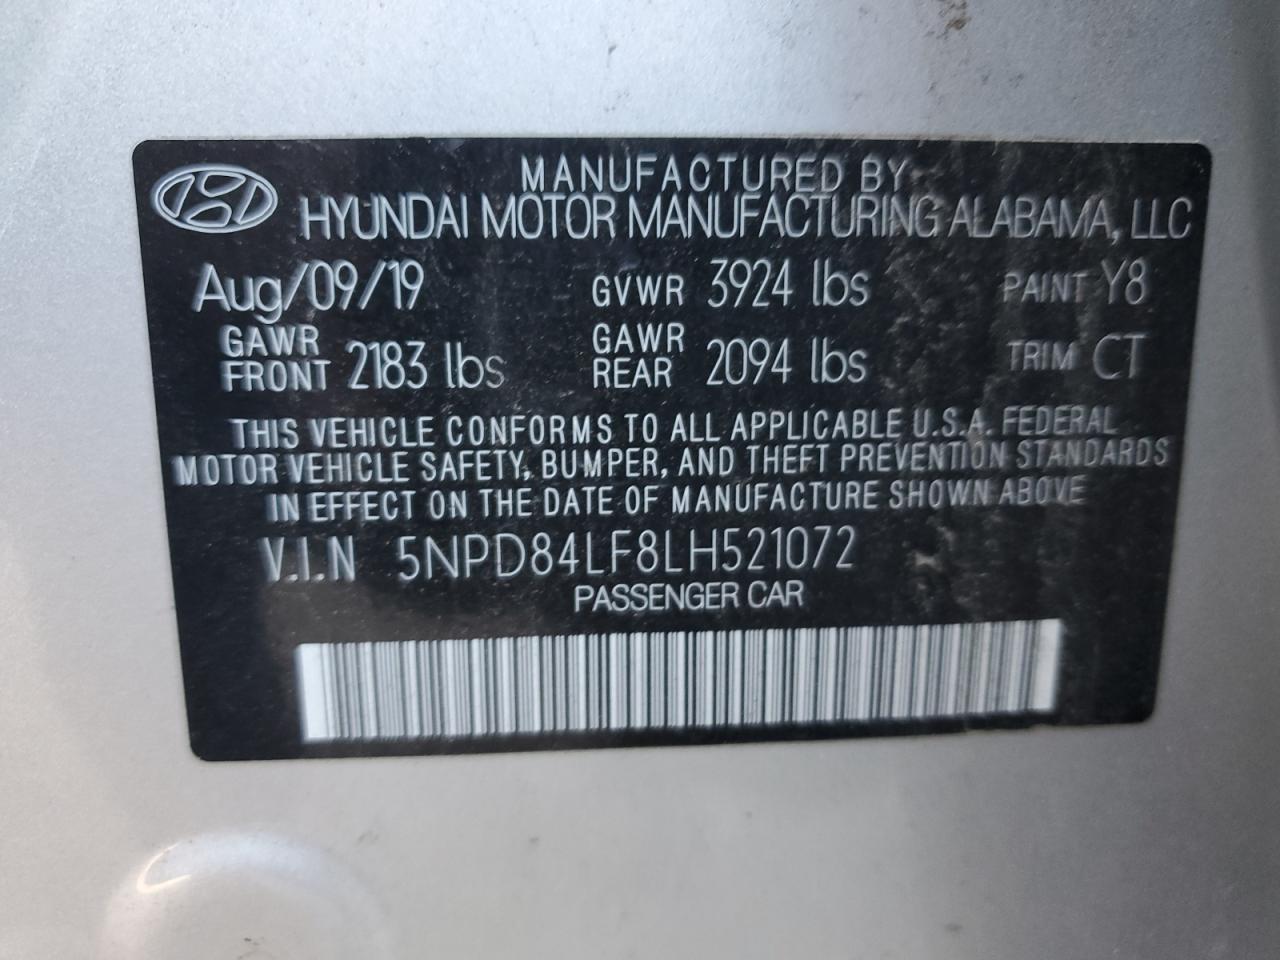 MANUFACTURED BY
HYUNDAI MOTOR MANUFACTURING ALABAMA, LLC
Aug/09/19 GVWR 3924 lbs PAINT Y8
GAWR FRONT 2183 lbs GAWR REAR 2094 lbs TRIM CT
THIS VEHICLE CONFORMS TO ALL APPLICABLE U.S.A. FEDERAL
MOTOR VEHICLE SAFETY, BUMPER, AND THEFT PREVENTION STANDARDS
IN EFFECT ON THE DATE OF MANUFACTURE SHOWN ABOVE
V.I.N 5NPD84LF8LH521072
PASSENGER CAR